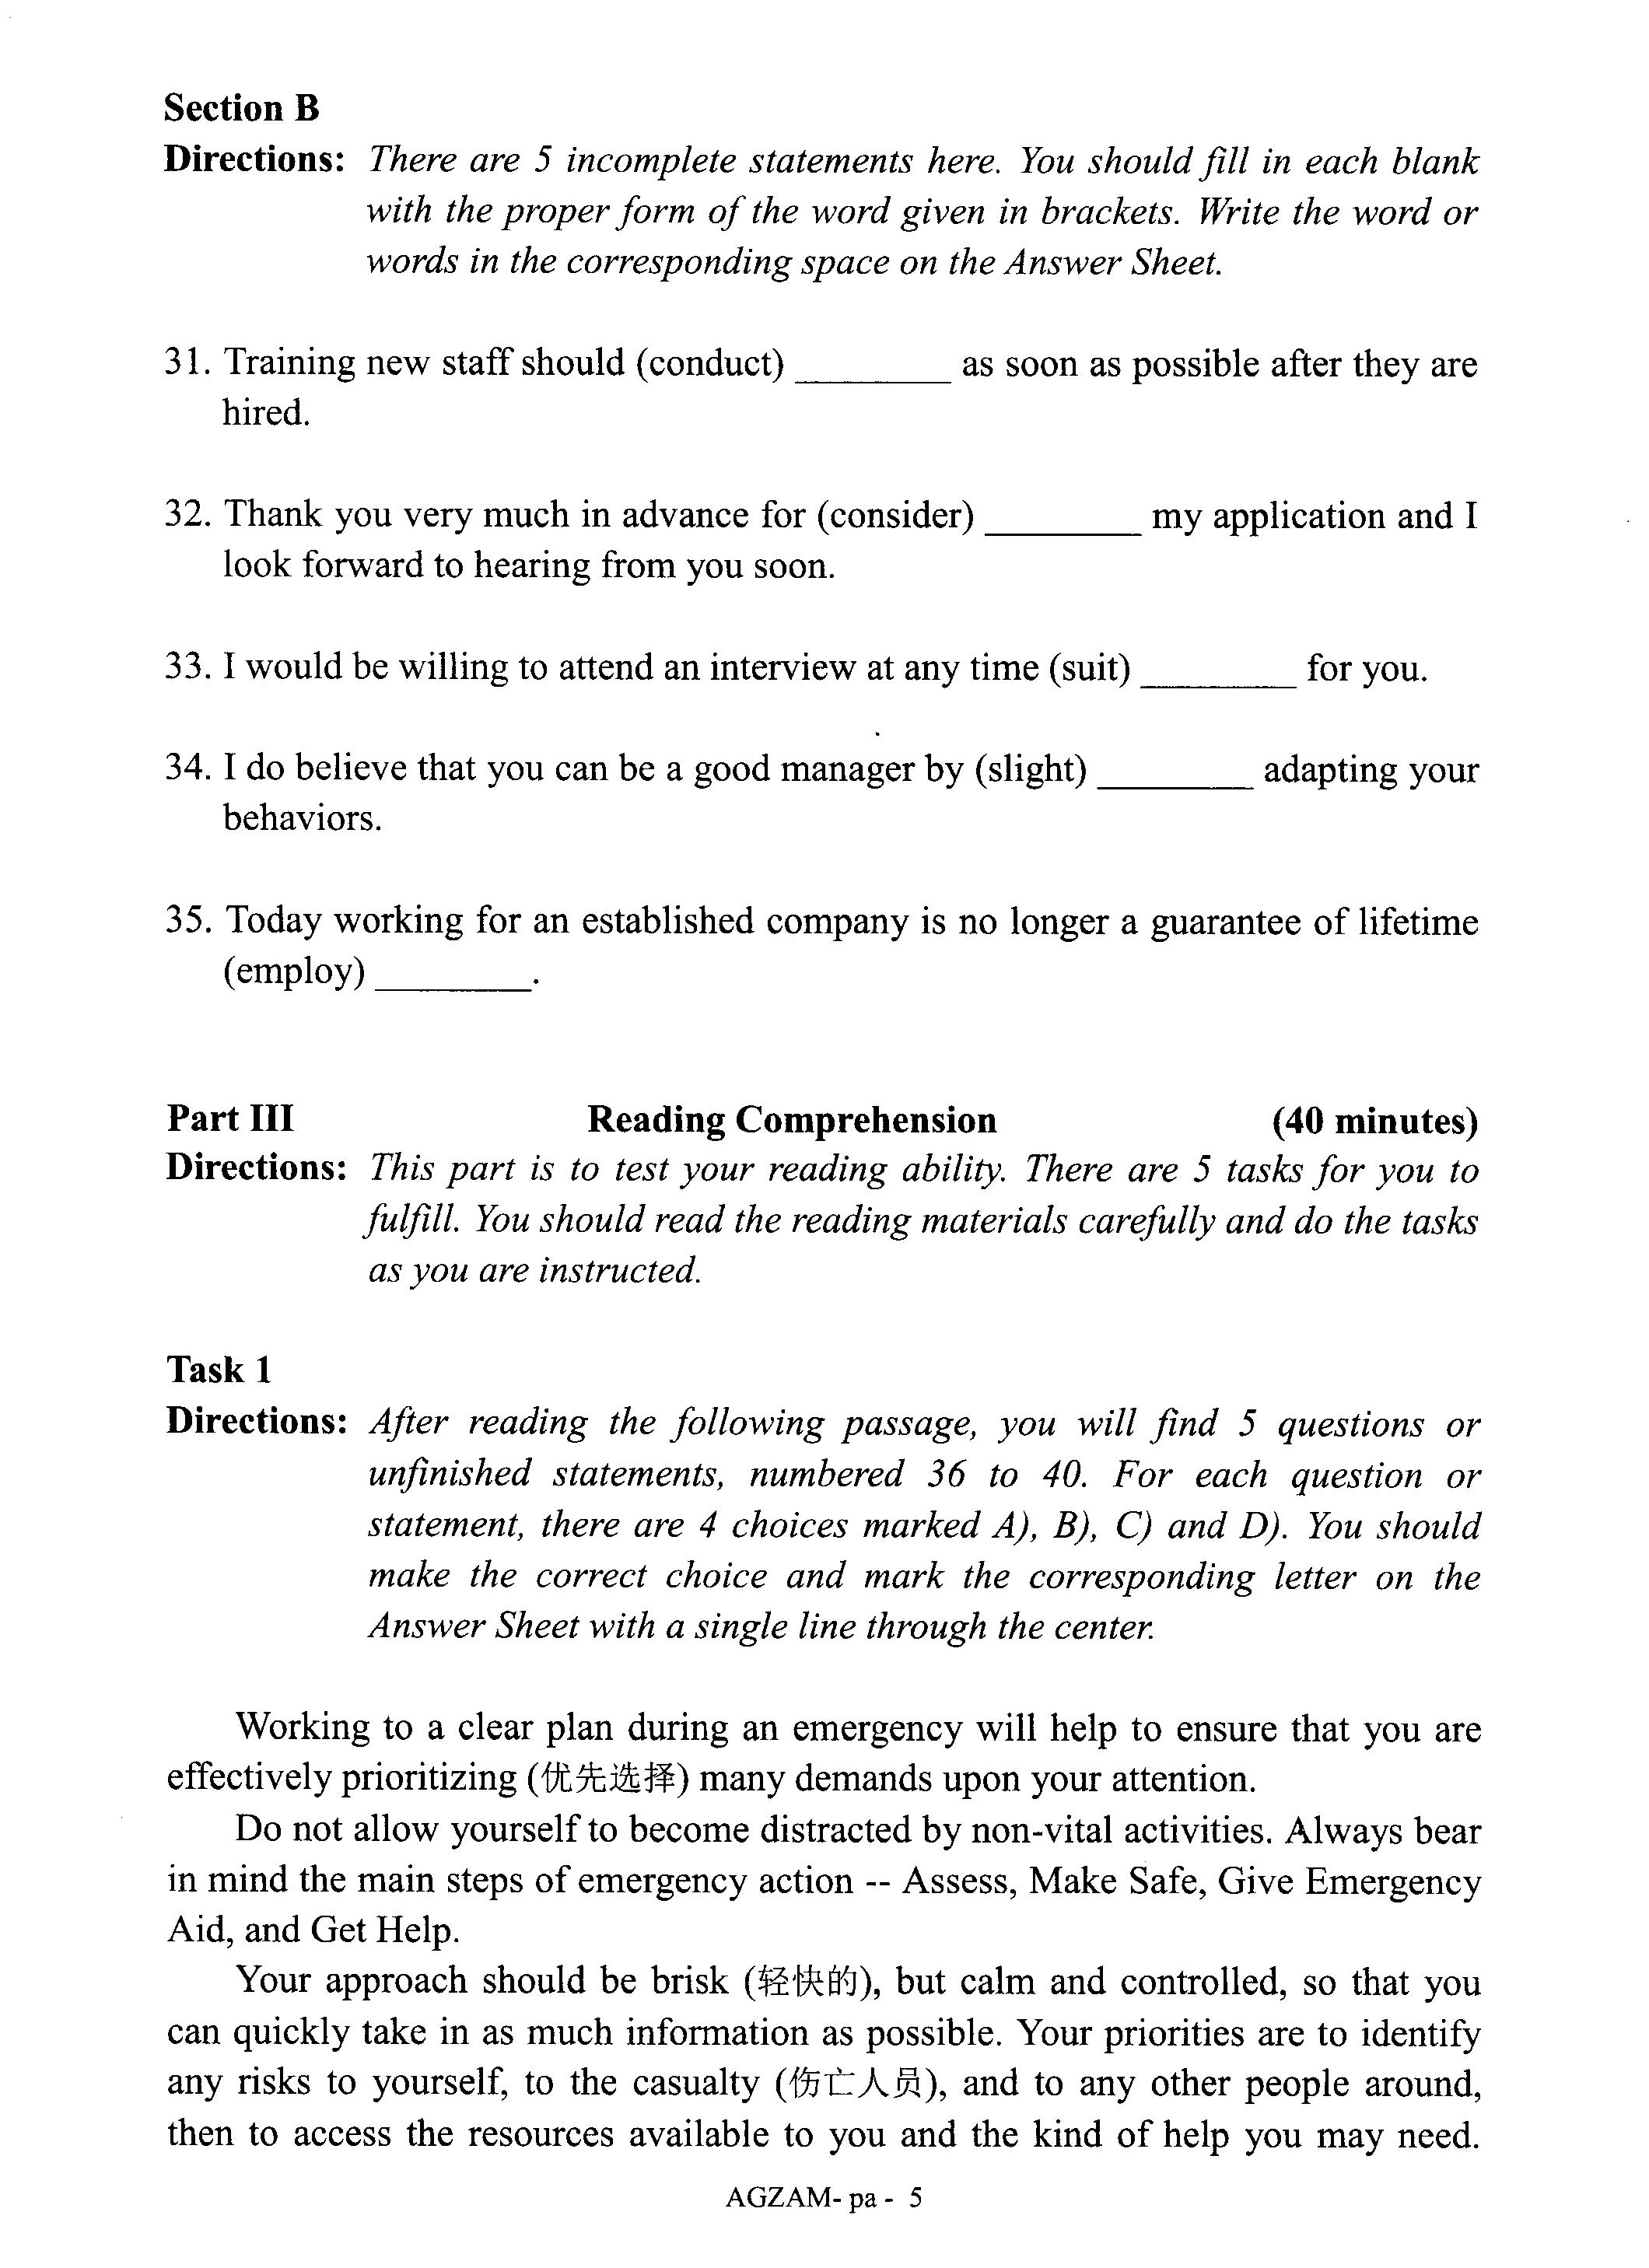 Section B
Directions: There are 5 incomplete statements here. You should fill in each blank
with the proper form of the word given in brackets. Write the word or
words in the corresponding space on the Answer Sheet.
31. Training new staff should (conduct) ________ as soon as possible after they are
hired.
32. Thank you very much in advance for (consider) ________ my application and I
look forward to hearing from you soon.
33. I would be willing to attend an interview at any time (suit) ________ for you.
34. I do believe that you can be a good manager by (slight) ________ adapting your
behaviors.
35. Today working for an established company is no longer a guarantee of lifetime
(employ) ________.
Part III Reading Comprehension (40 minutes)
Directions: This part is to test your reading ability. There are 5 tasks for you to
fulfill. You should read the reading materials carefully and do the tasks
as you are instructed.
Task 1
Directions: After reading the following passage, you will find 5 questions or
unfinished statements, numbered 36 to 40. For each question or
statement, there are 4 choices marked A), B), C) and D). You should
make the correct choice and mark the corresponding letter on the
Answer Sheet with a single line through the center.
Working to a clear plan during an emergency will help to ensure that you are
effectively prioritizing (优先选择) many demands upon your attention.
Do not allow yourself to become distracted by non-vital activities. Always bear
in mind the main steps of emergency action -- Assess, Make Safe, Give Emergency
Aid, and Get Help.
Your approach should be brisk (轻快的), but calm and controlled, so that you
can quickly take in as much information as possible. Your priorities are to identify
any risks to yourself, to the casualty (伤亡人员), and to any other people around,
then to access the resources available to you and the kind of help you may need.
AGZAM- pa - 5